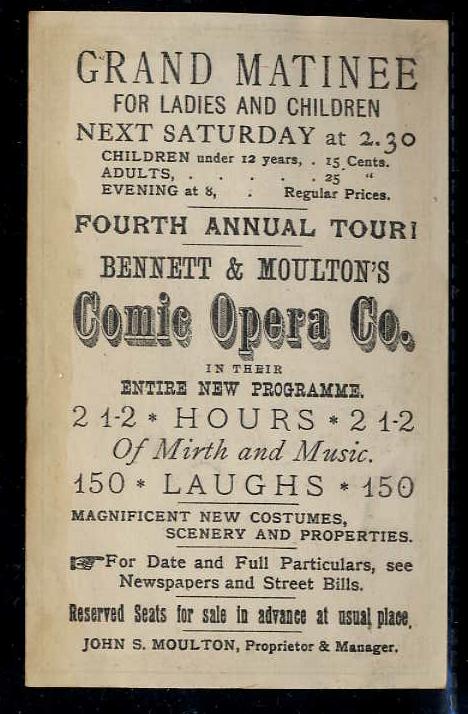 GRAND MATINEE
FOR LADIES AND CHILDREN
NEXT SATURDAY at 2.30
CHILDREN under 12 years, . 15 Cents.
ADULTS, . . . . . 25 "
EVENING at 8, . Regular Prices.
FOURTH ANNUAL TOUR!
BENNETT & MOULTON'S
Comic Opera Co.
IN THEIR
ENTIRE NEW PROGRAMME.
2 1-2 * HOURS * 2 1-2
Of Mirth and Music.
150 * LAUGHS * 150
MAGNIFICENT NEW COSTUMES,
SCENERY AND PROPERTIES.
☞For Date and Full Particulars, see
Newspapers and Street Bills.
Reserved Seats for sale in advance at usual place.
JOHN S. MOULTON, Proprietor & Manager.